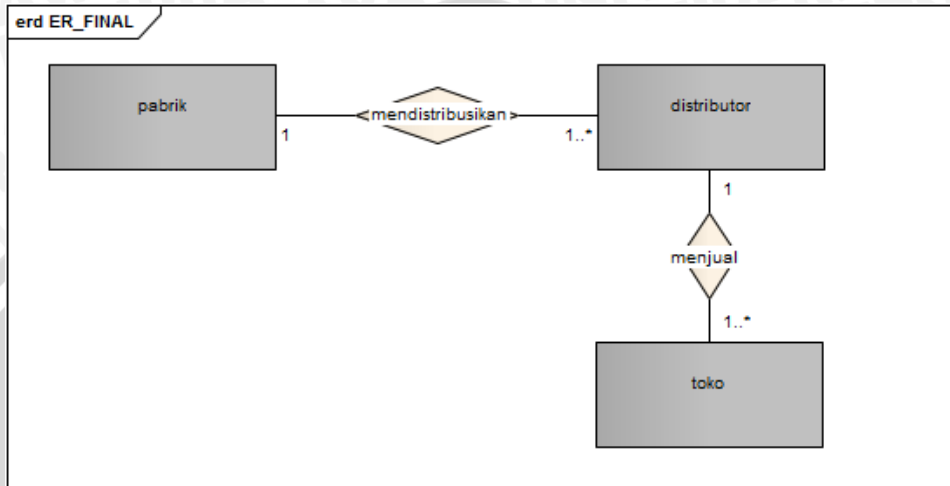 erd ER_FINAL
pabrik
mendistribusikan
distributor
1
1..*
1
menjual
1..*
toko